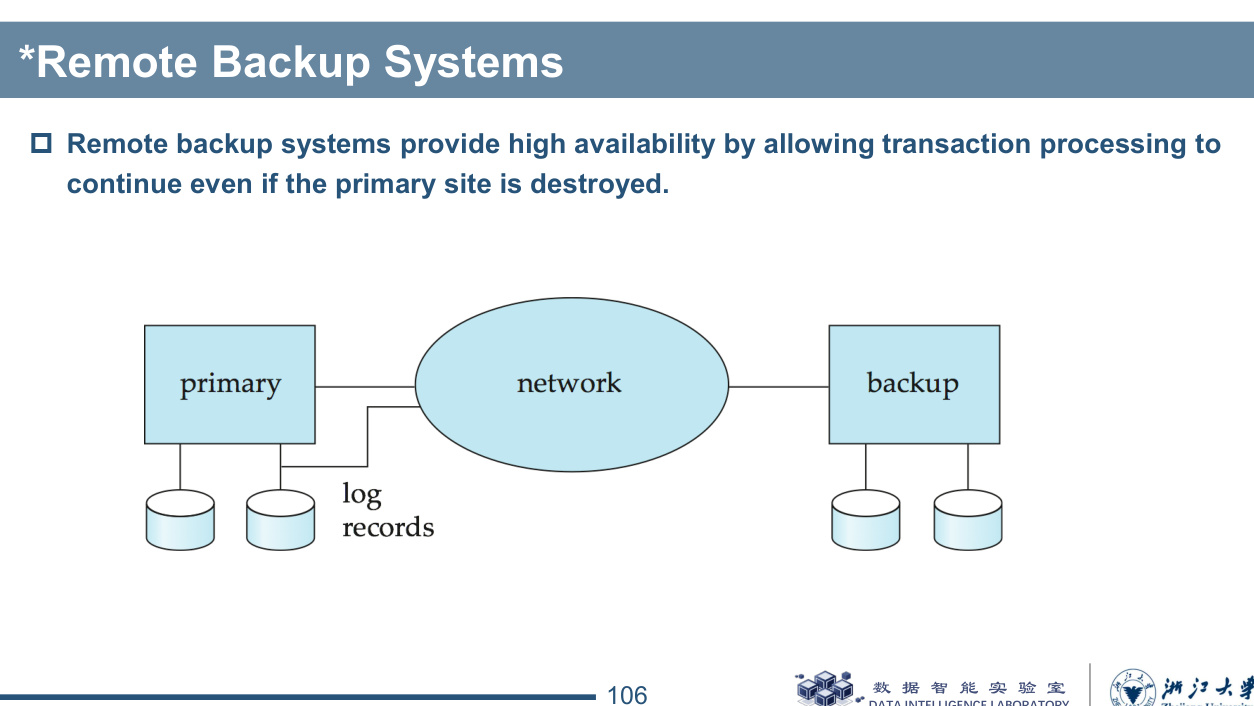 *Remote Backup Systems
Remote backup systems provide high availability by allowing transaction processing to
continue even if the primary site is destroyed.
primary
network
backup
log
records
106
数据智能实验室
DATA INTELLIGENCE LABORATORY
浙江大学
Zhejiang University